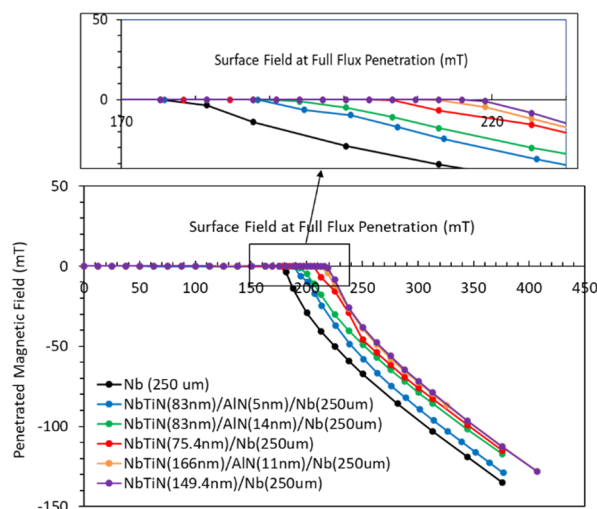 50
Surface Field at Full Flux Penetration (mT)
0
170
220
50
Surface Field at Full Flux Penetration (mT)
0
0 50 100 150 200 250 300 350 400 450
Penetrated Magnetic Field (mT)
-50
-100
-150
Nb (250 um)
NbTiN(83nm)/AlN(5nm)/Nb(250um)
NbTiN(83nm)/AlN(14nm)/Nb(250um)
NbTiN(75.4nm)/Nb(250um)
NbTiN(166nm)/AlN(11nm)/Nb(250um)
NbTiN(149.4nm)/Nb(250um)